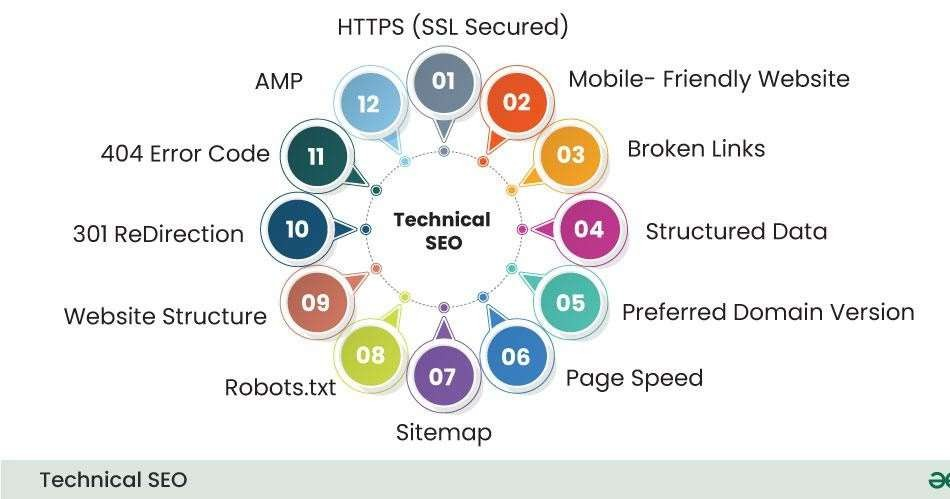 HTTPS (SSL Secured)
01
02
Mobile- Friendly Website
03
Broken Links
04
Structured Data
05
Preferred Domain Version
06
Page Speed
07
Sitemap
08
Robots.txt
09
Website Structure
10
301 ReDirection
11
404 Error Code
12
AMP
Technical
SEO
Technical SEO